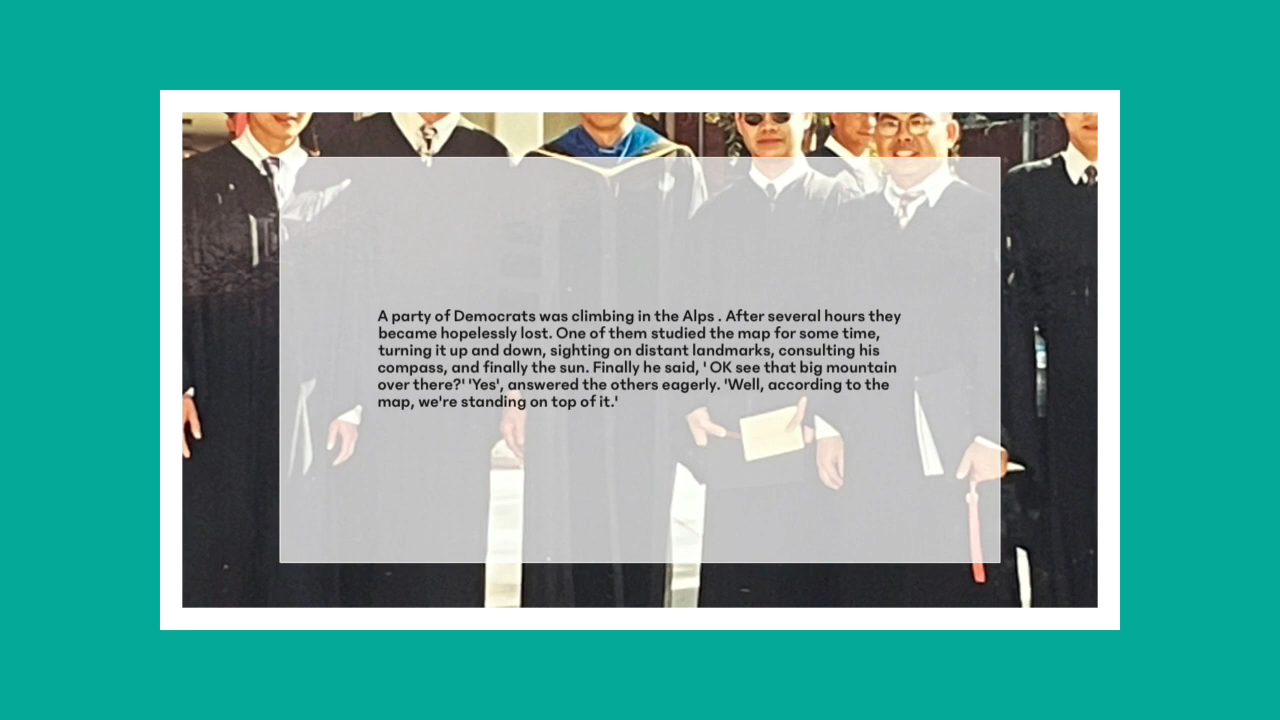 A party of Democrats was climbing in the Alps . After several hours they
became hopelessly lost. One of them studied the map for some time,
turning it up and down, sighting on distant landmarks, consulting his
compass, and finally the sun. Finally he said, ' OK see that big mountain
over there?' 'Yes', answered the others eagerly. 'Well, according to the
map, we're standing on top of it.'